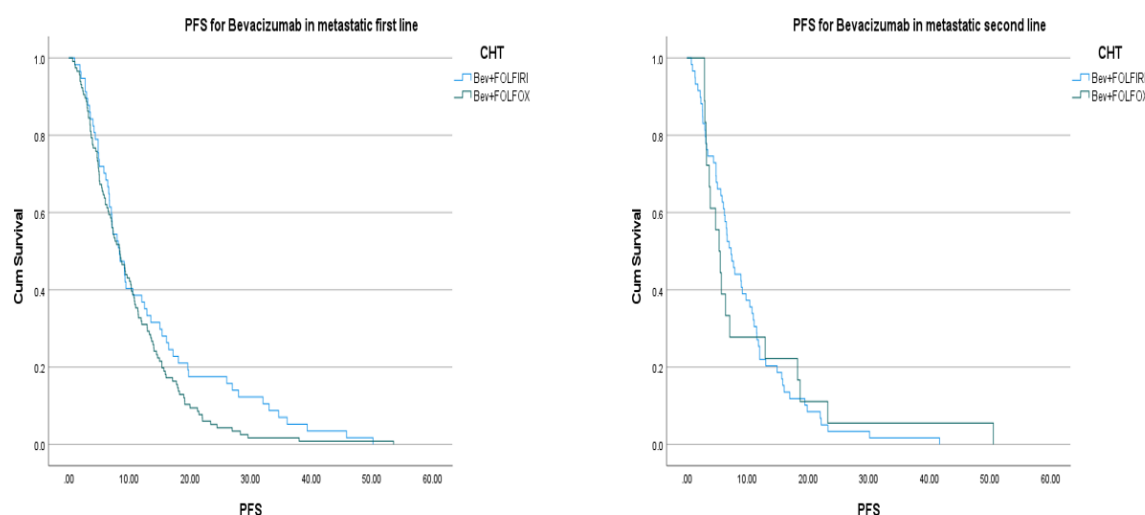 PFS for Bevacizumab in metastatic first line
CHT
Bev+FOLFIRI
Bev+FOLFOX
Cum Survival
1.0
0.8
0.6
0.4
0.2
0.0
.00 10.00 20.00 30.00 40.00 50.00 60.00
PFS
PFS for Bevacizumab in metastatic second line
CHT
Bev+FOLFIRI
Bev+FOLFOX
Cum Survival
1.0
0.8
0.6
0.4
0.2
0.0
.00 10.00 20.00 30.00 40.00 50.00 60.00
PFS